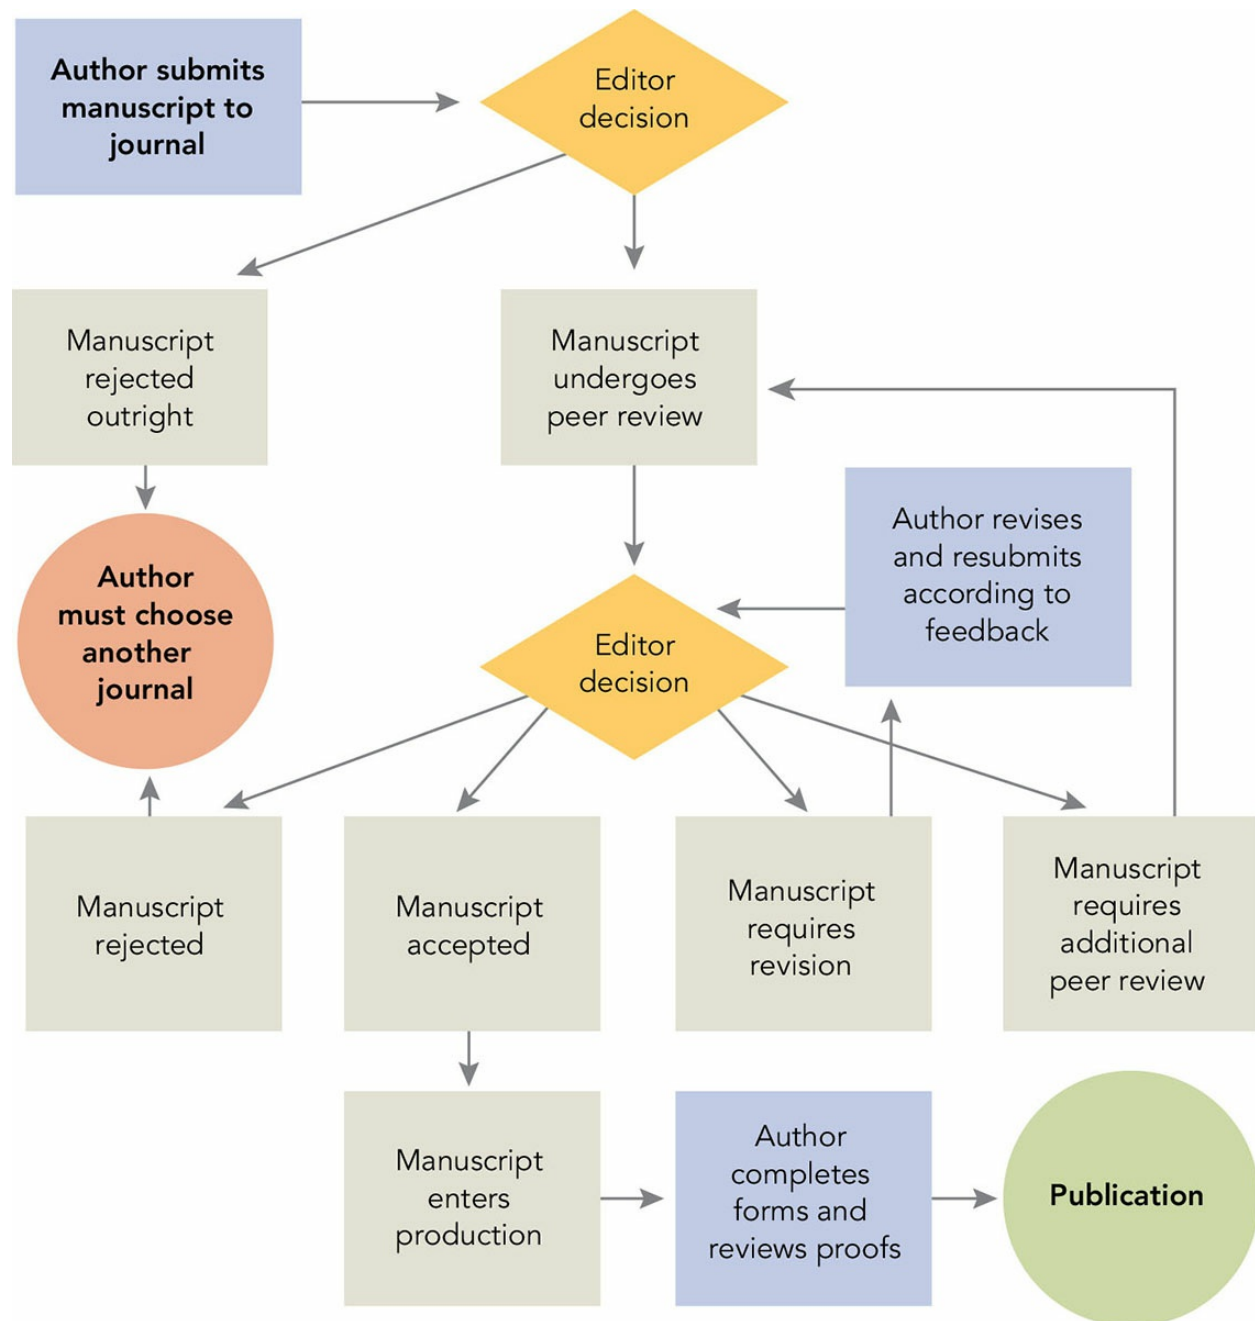 Author submits
manuscript to
journal
Editor
decision
Manuscript
rejected
outright
Manuscript
undergoes
peer review
Author revises
and resubmits
according to
feedback
Author
must choose
another
journal
Editor
decision
Manuscript
rejected
Manuscript
accepted
Manuscript
requires
revision
Manuscript
requires
additional
peer review
Manuscript
enters
production
Author
completes
forms and
reviews proofs
Publication